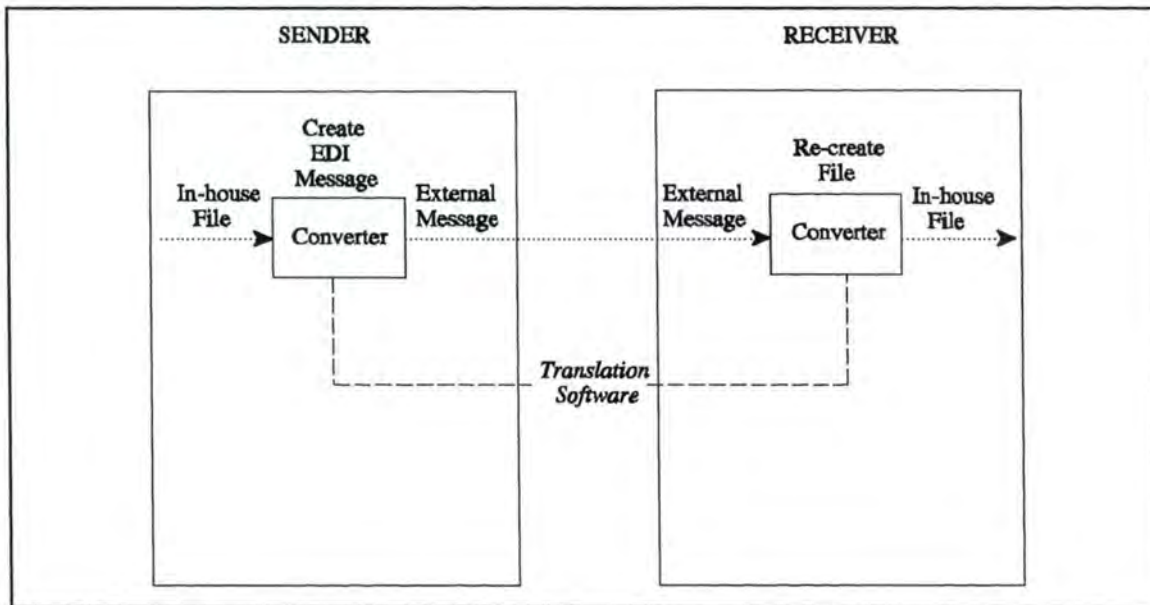 SENDER
RECEIVER
Create
EDI
Message
In-house
File
Converter
External
Message
External
Message
Re-create
File
Converter
In-house
File
Translation
Software